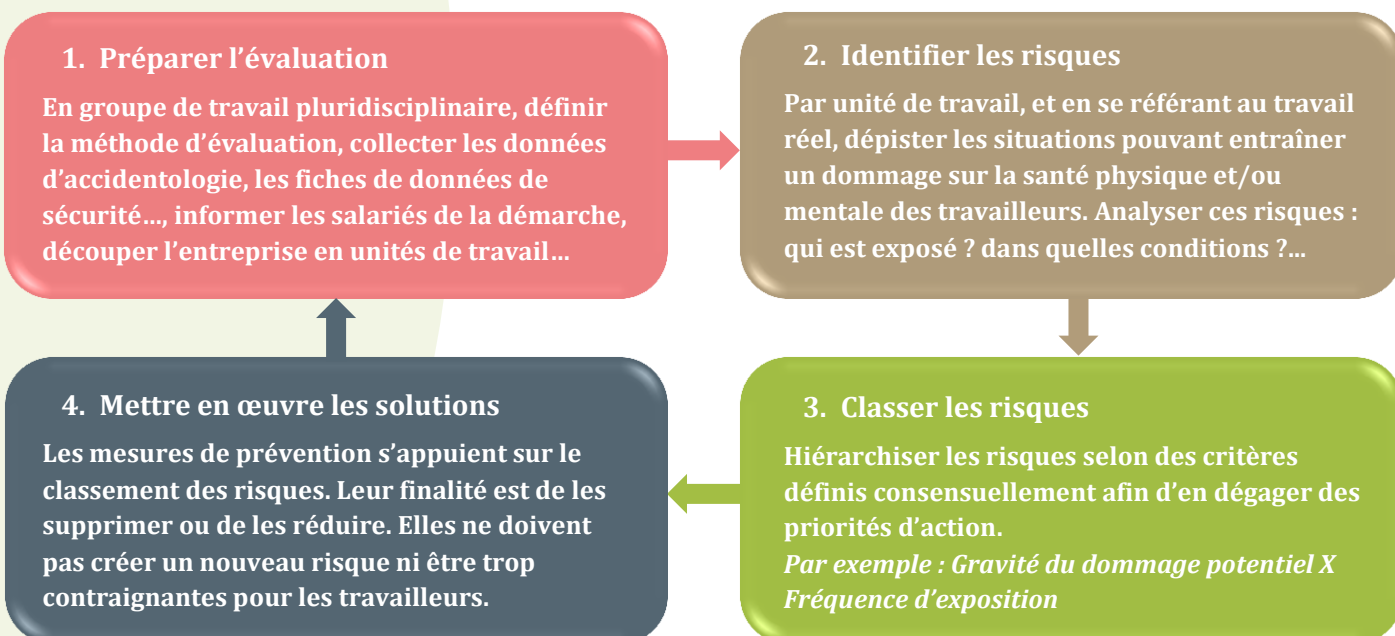 1. Préparer l’évaluation
En groupe de travail pluridisciplinaire, définir
la méthode d’évaluation, collecter les données
d’accidentologie, les fiches de données de
sécurité…, informer les salariés de la démarche,
découper l’entreprise en unités de travail…
2. Identifier les risques
Par unité de travail, et en se référant au travail
réel, dépister les situations pouvant entraîner
un dommage sur la santé physique et/ou
mentale des travailleurs. Analyser ces risques :
qui est exposé ? dans quelles conditions ?...
3. Classer les risques
Hiérarchiser les risques selon des critères
définis consensuellement afin d’en dégager des
priorités d’action.
Par exemple : Gravité du dommage potentiel X
Fréquence d’exposition
4. Mettre en œuvre les solutions
Les mesures de prévention s’appuient sur le
classement des risques. Leur finalité est de les
supprimer ou de les réduire. Elles ne doivent
pas créer un nouveau risque ni être trop
contraignantes pour les travailleurs.